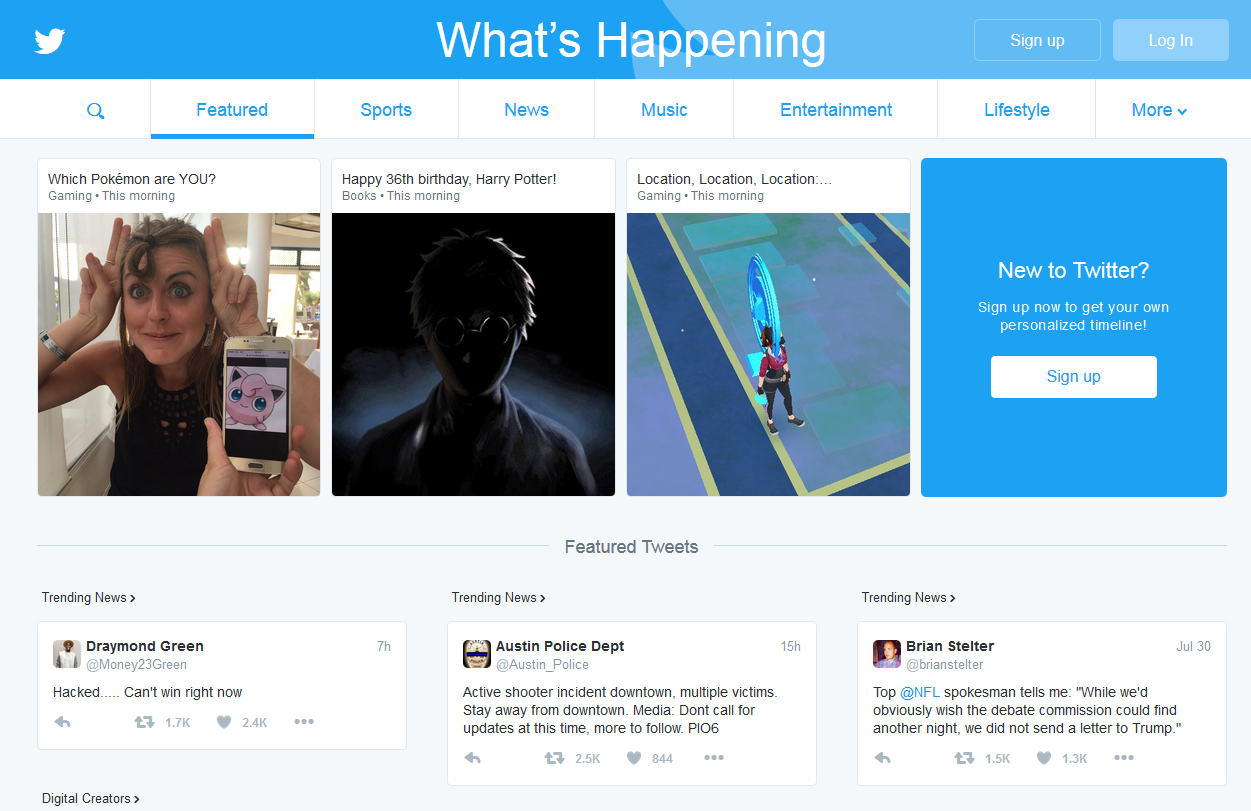 What's Happening
Sign up
Log In
Featured
Sports
News
Music
Entertainment
Lifestyle
More
Which Pokémon are YOU?
Gaming • This morning
Happy 36th birthday, Harry Potter!
Books • This morning
Location, Location, Location:…
Gaming • This morning
New to Twitter?
Sign up now to get your own
personalized timeline!
Sign up
Featured Tweets
Trending News
Draymond Green
7h
@Money23Green
Hacked..... Can't win right now
1.7K
2.4K
Trending News
Austin Police Dept
15h
@Austin_Police
Active shooter incident downtown, multiple victims.
Stay away from downtown. Media: Dont call for
updates at this time, more to follow. PIO6
2.5K
844
Trending News
Brian Stelter
Jul 30
@brianstelter
Top @NFL spokesman tells me: "While we'd
obviously wish the debate commission could find
another night, we did not send a letter to Trump."
1.5K
1.3K
Digital Creators